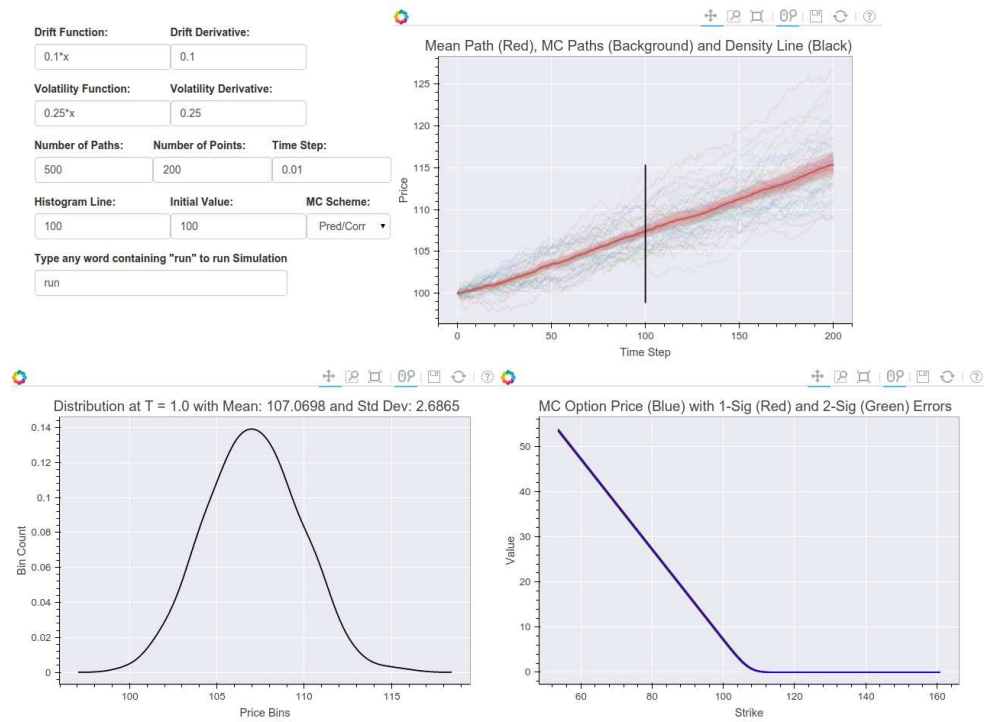 Drift Function: Drift Derivative:
0.1*x 0.1
Volatility Function: Volatility Derivative:
0.25*x 0.25
Number of Paths: Number of Points: Time Step:
500 200 0.01
Histogram Line: Initial Value: MC Scheme:
100 100 Pred/Corr
Type any word containing "run" to run Simulation
run
Mean Path (Red), MC Paths (Background) and Density Line (Black)
125
120
115
110
105
100
Price
0 50 100 150 200
Time Step
Distribution at T = 1.0 with Mean: 107.0698 and Std Dev: 2.6865
0.14
0.12
0.1
0.08
0.06
0.04
0.02
0
Bin Count
100 105 110 115
Price Bins
MC Option Price (Blue) with 1-Sig (Red) and 2-Sig (Green) Errors
50
40
30
20
10
0
Value
60 80 100 120 140 160
Strike